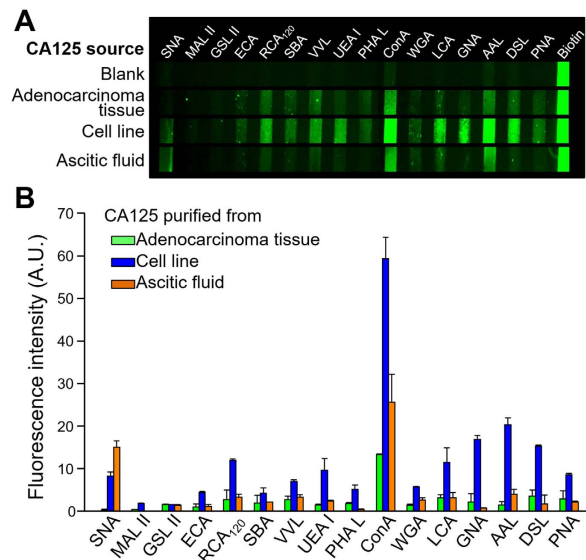 A
CA125 source
SNA MAL II GSL II ECA RCA₁₂₀ SBA VVL UEA I PHA L ConA WGA LCA GNA AAL DSL PNA Biotin
Blank
Adenocarcinoma
tissue
Cell line
Ascitic fluid
B
CA125 purified from
Adenocarcinoma tissue
Cell line
Ascitic fluid
Fluorescence intensity (A.U.)
70
60
50
40
30
20
10
0
SNA MAL II GSL II ECA RCA₁₂₀ SBA VVL UEA I PHA L ConA WGA LCA GNA AAL DSL PNA